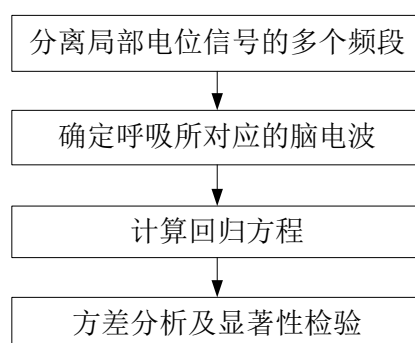 分离局部电位信号的多个频段
确定呼吸所对应的脑电波
计算回归方程
方差分析及显著性检验